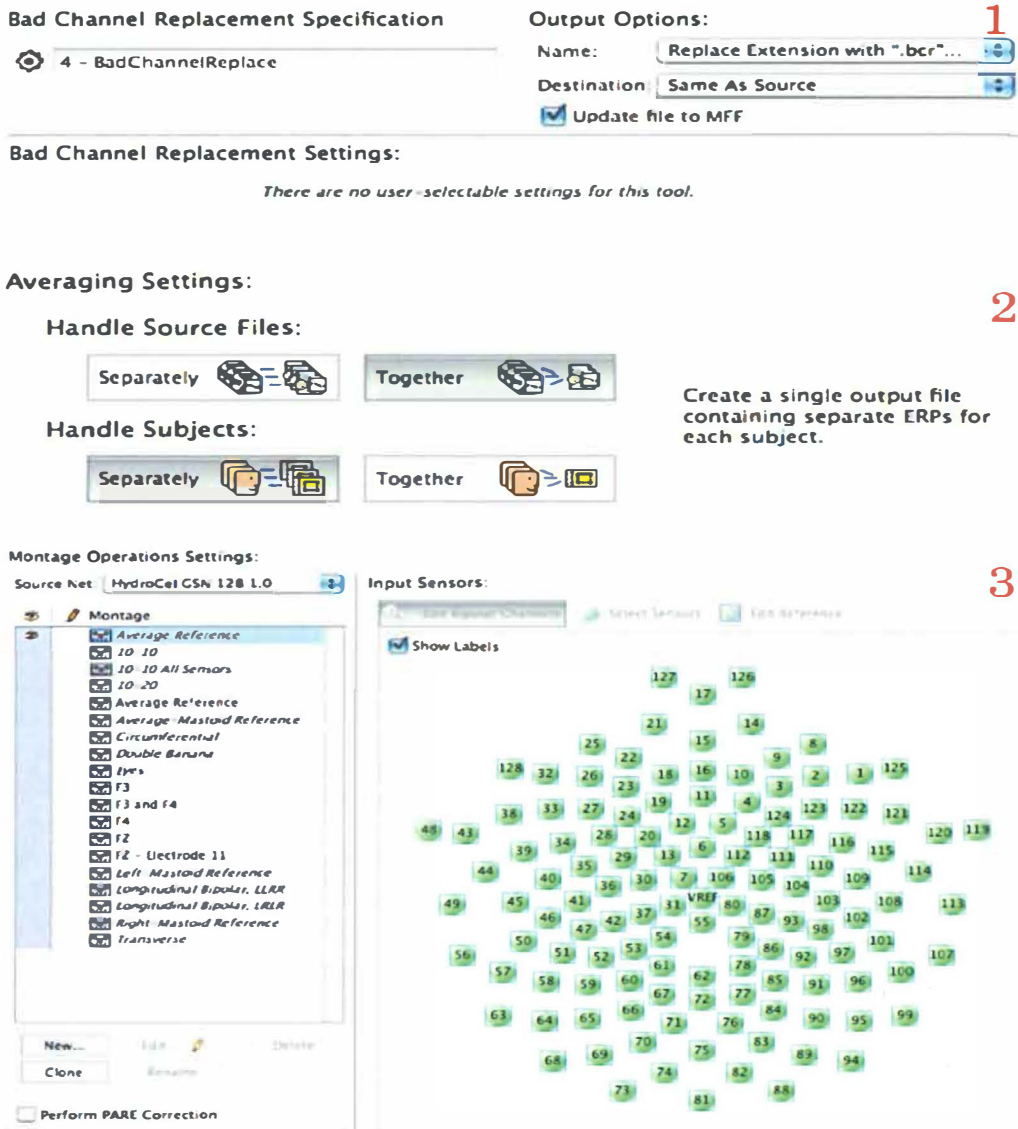 Bad Channel Replacement Specification
4 - BadChannelReplace
Output Options:
1
Name: Replace Extension with ".bcr"...
Destination: Same As Source
Update file to MFF
Bad Channel Replacement Settings:
There are no user-selectable settings for this tool.
Averaging Settings:
2
Handle Source Files:
Separately
Together
Create a single output file
containing separate ERPs for
each subject.
Handle Subjects:
Separately
Together
Montage Operations Settings:
3
Source Net: HydroCel GSN 128 1.0
Montage
Average Reference
10-10
10-10 All Sensors
10-20
Average Reference
Average-Mastoid Reference
Circumferential
Double Banana
Eyes
F3
F3 and F4
F4
FZ
FZ - Electrode 11
Left-Mastoid Reference
Longitudinal Bipolar, LLRR
Longitudinal Bipolar, LRLR
Right-Mastoid Reference
Transverse
New...
Edit
Delete
Clone
Rename
Perform PARE Correction
Input Sensors:
Edit Bipolar Channels
Select Sensors
Edit Reference
Show Labels
127 126
17
21 14
25 15 8
22 9
128 32 26 18 16 10 2 1 125
23 3
38 33 27 24 19 11 4 124 123 122 121
48 43 34 28 20 12 5 118 117 116 120 119
39 35 29 13 6 112 111 110 115
44 40 36 30 7 106 105 104 109 114
49 45 41 31 VREF 80 103 108 113
46 42 37 55 87 93 98 102
50 47 54 79 101
56 51 52 53 86 92 97 107
57 61 62 78 100
58 59 60 85 91 96
67 72 77
63 64 65 66 84 90 95 99
71 76
70 75 83
68 69 89 94
74 82
73 81 88